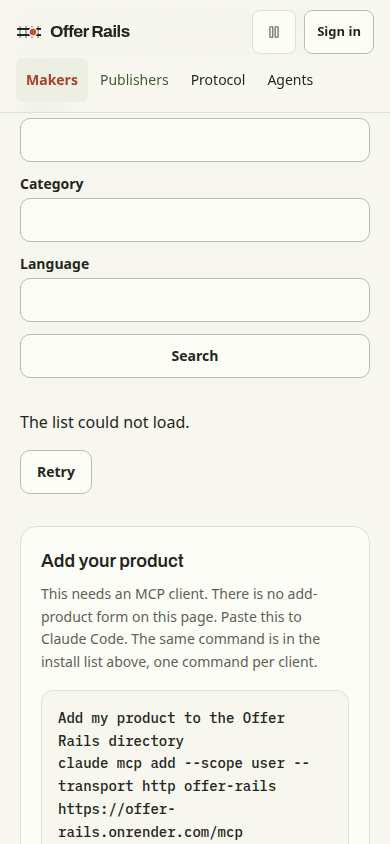 Offer Rails
Sign in
Makers Publishers Protocol Agents
Category
Language
Search
The list could not load.
Retry
Add your product
This needs an MCP client. There is no add-
product form on this page. Paste this to
Claude Code. The same command is in the
install list above, one command per client.
Add my product to the Offer
Rails directory
claude mcp add --scope user --
transport http offer-rails
https://offer-
rails.onrender.com/mcp